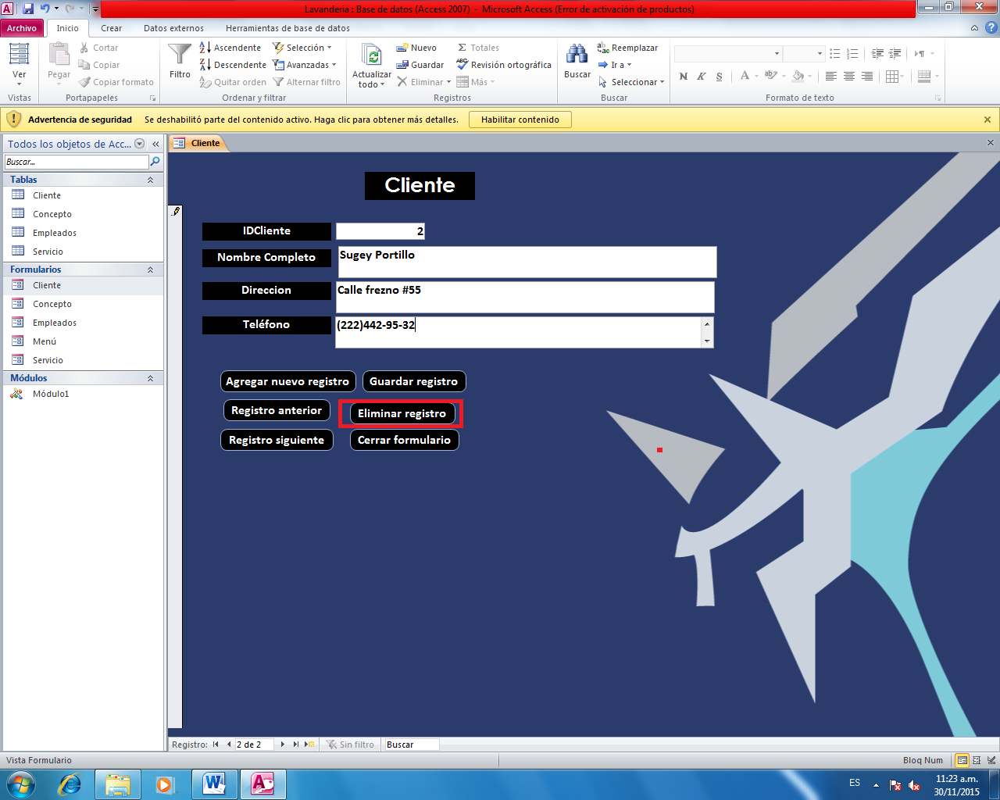 Lavanderia : Base de datos (Access 2007) - Microsoft Access (Error de activación de productos)
Archivo Inicio Crear Datos externos Herramientas de base de datos
Ver
Vistas
Pegar
Cortar
Copiar
Copiar formato
Portapapeles
Filtro
Ascendente
Descendente
Quitar orden
Selección
Avanzadas
Alternar filtro
Ordenar y filtrar
Actualizar todo
Nuevo
Guardar
Eliminar
Totales
Revisión ortográfica
Más
Registros
Buscar
Reemplazar
Ir a
Seleccionar
Buscar
N K S
Formato de texto
Advertencia de seguridad Se deshabilitó parte del contenido activo. Haga clic para obtener más detalles. Habilitar contenido
Todos los objetos de Acc...
Buscar...
Tablas
Cliente
Concepto
Empleados
Servicio
Formularios
Cliente
Concepto
Empleados
Menú
Servicio
Módulos
Módulo1
Cliente
Cliente
IDCliente 2
Nombre Completo Sugey Portillo
Direccion Calle frezno #55
Teléfono (222)442-95-32
Agregar nuevo registro Guardar registro
Registro anterior Eliminar registro
Registro siguiente Cerrar formulario
Registro: 2 de 2 Sin filtro Buscar
Vista Formulario Bloq Num
ES 11:23 a.m.
30/11/2015